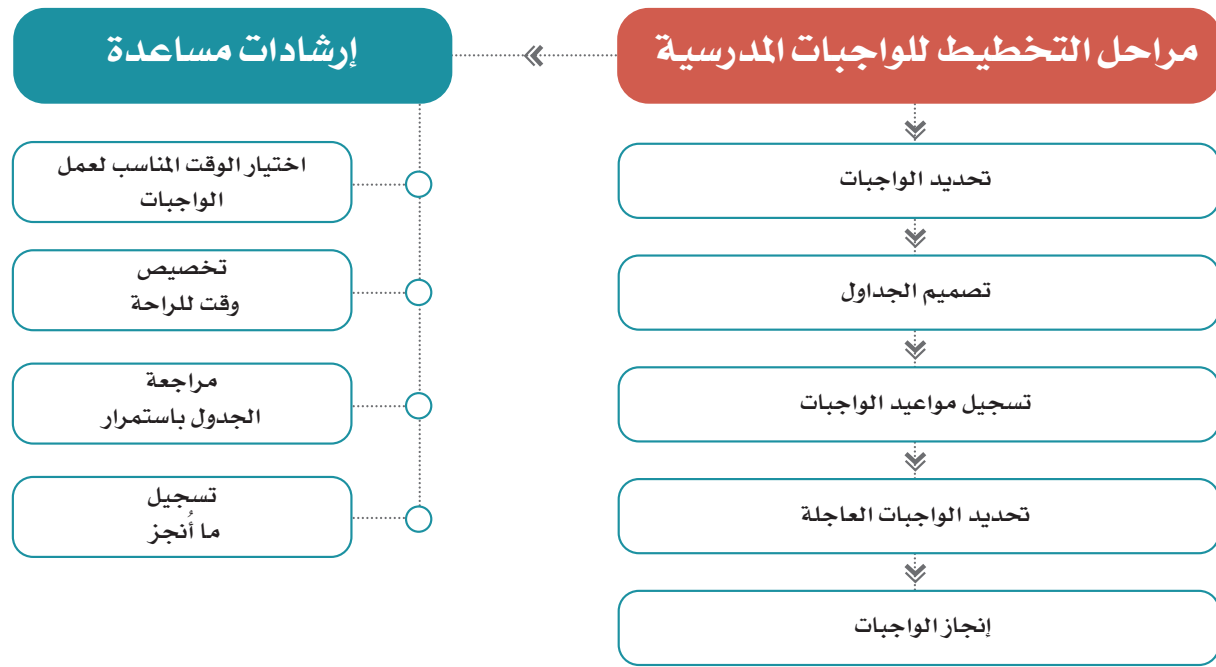 مراحل التخطيط للواجبات المدرسية
تحديد الواجبات
تصميم الجداول
تسجيل مواعيد الواجبات
تحديد الواجبات العاجلة
إنجاز الواجبات
إرشادات مساعدة
اختيار الوقت المناسب لعمل
الواجبات
تخصيص
وقت للراحة
مراجعة
الجدول باستمرار
تسجيل
ما أُنجز